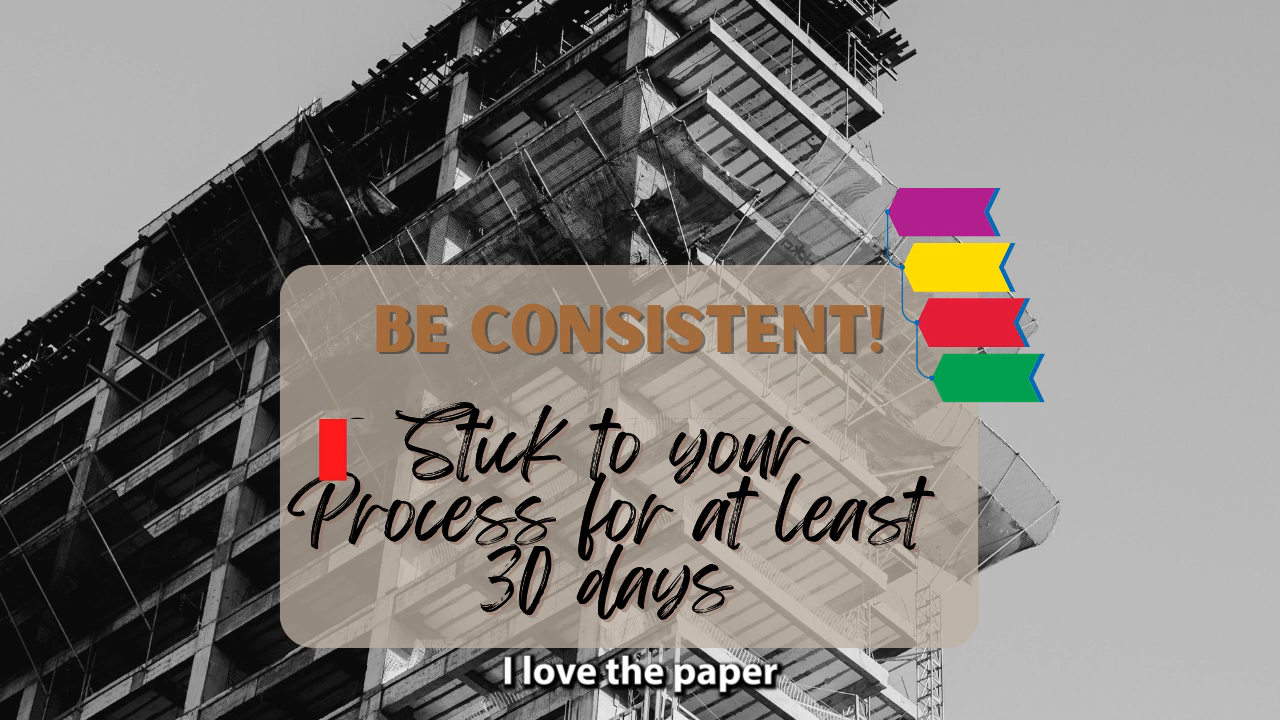 BE CONSISTENT!
Stick to your
Process for at least
30 days
I love the paper